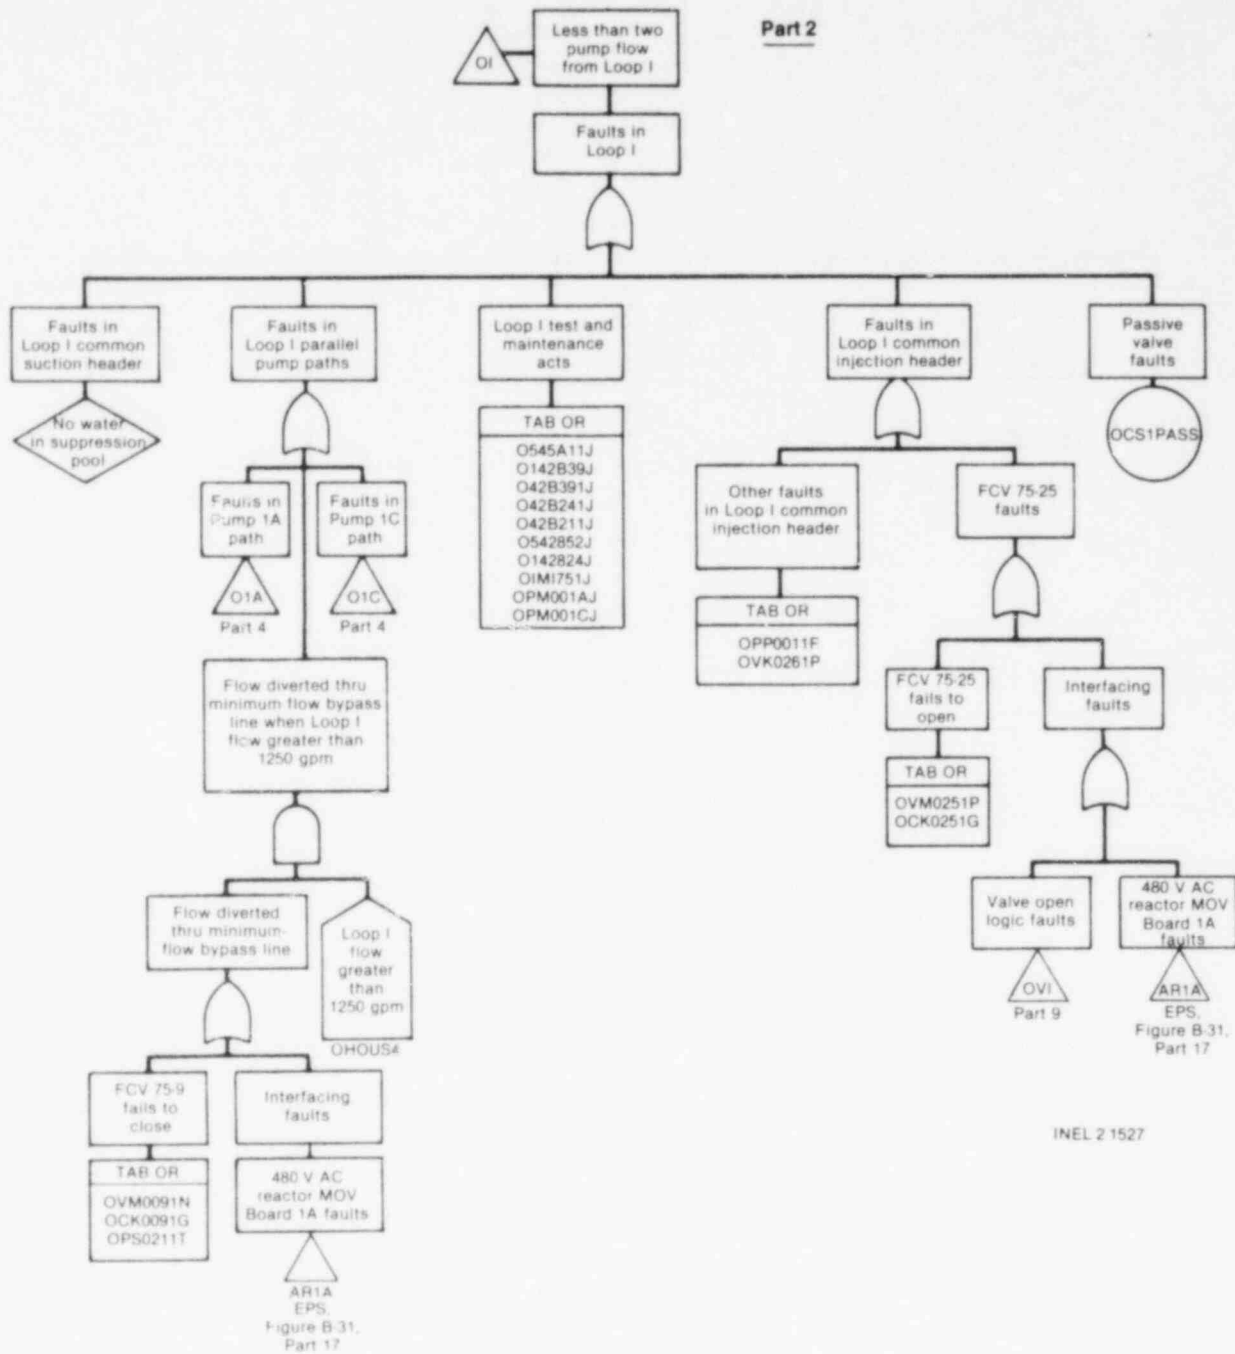 Part 2
OI
Less than two
pump flow
from Loop I
Faults in
Loop I
Faults in
Loop I common
suction header
No water
in suppression
pool
Faults in
Loop I parallel
pump paths
Faults in
Pump 1A
path
O1A
Part 4
Faults in
Pump 1C
path
O1C
Part 4
Flow diverted thru
minimum flow bypass
line when Loop I
flow greater than
1250 gpm
Flow diverted
thru minimum-
flow bypass line
Loop I
flow
greater
than
1250 gpm
OHOUS4
FCV 75-9
fails to
close
TAB OR
OVM0091N
OCK0091G
OPS0211T
Interfacing
faults
480 V AC
reactor MOV
Board 1A faults
AR1A
EPS,
Figure B-31,
Part 17
Loop I test and
maintenance
acts
TAB OR
O545A11J
O142B39J
O42B391J
O42B241J
O42B211J
O542852J
O142824J
OIMI751J
OPM001AJ
OPM001CJ
Faults in
Loop I common
injection header
Other faults
in Loop I common
injection header
TAB OR
OPP0011F
OVK0261P
FCV 75-25
faults
FCV 75-25
fails to
open
TAB OR
OVM0251P
OCK0251G
Interfacing
faults
Valve open
logic faults
OVI
Part 9
480 V AC
reactor MOV
Board 1A
faults
AR1A
EPS,
Figure B-31,
Part 17
Passive
valve
faults
OCS1PASS
INEL 2 1527